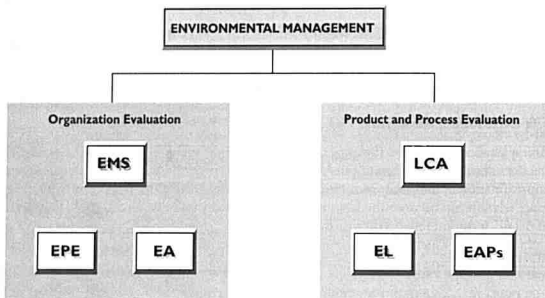 ENVIRONMENTAL MANAGEMENT
Organization Evaluation
EMS
EPE
EA
Product and Process Evaluation
LCA
EL
EAPs